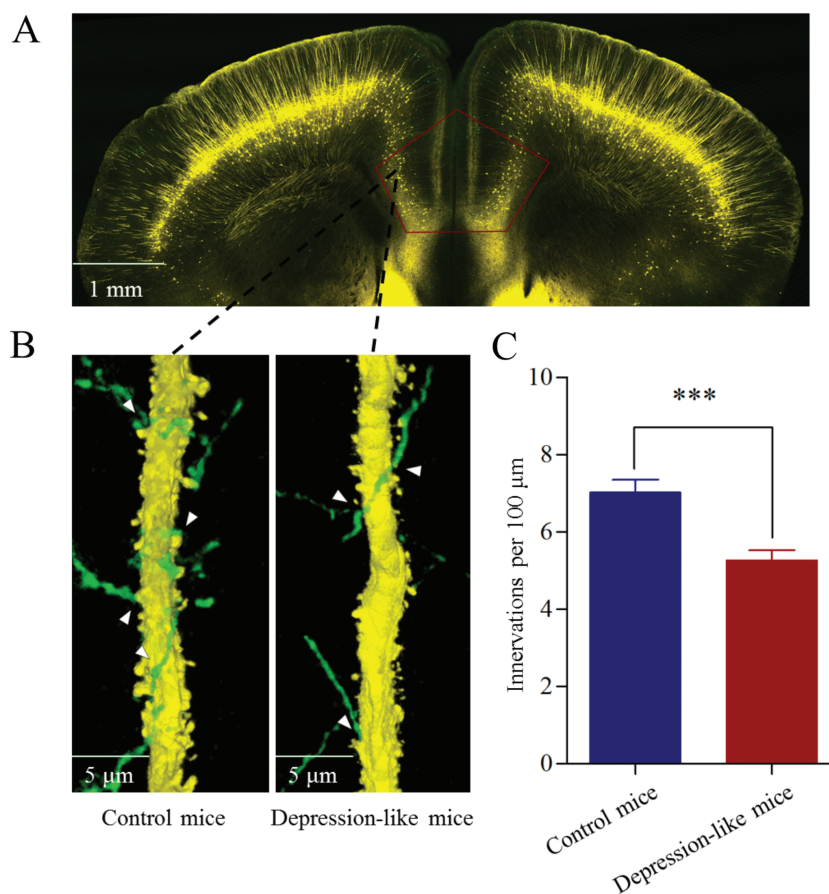 A
1 mm
B
5 μm
Control mice
5 μm
Depression-like mice
C
Innervations per 100 μm
10
8
6
4
2
0
***
Control mice
Depression-like mice